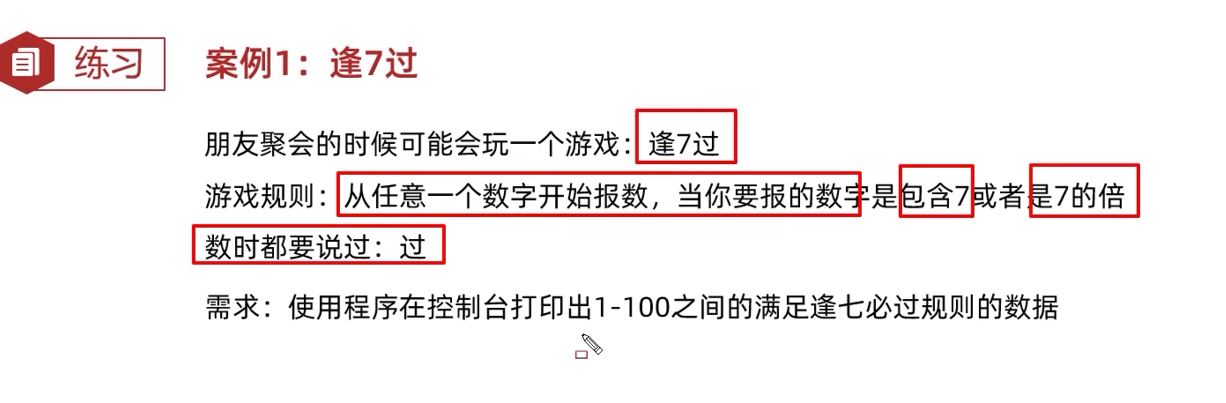 练习
案例1：逢7过
朋友聚会的时候可能会玩一个游戏：逢7过
游戏规则：从任意一个数字开始报数，当你要报的数字是包含7或者是7的倍
数时都要说过：过
需求：使用程序在控制台打印出1-100之间的满足逢七必过规则的数据